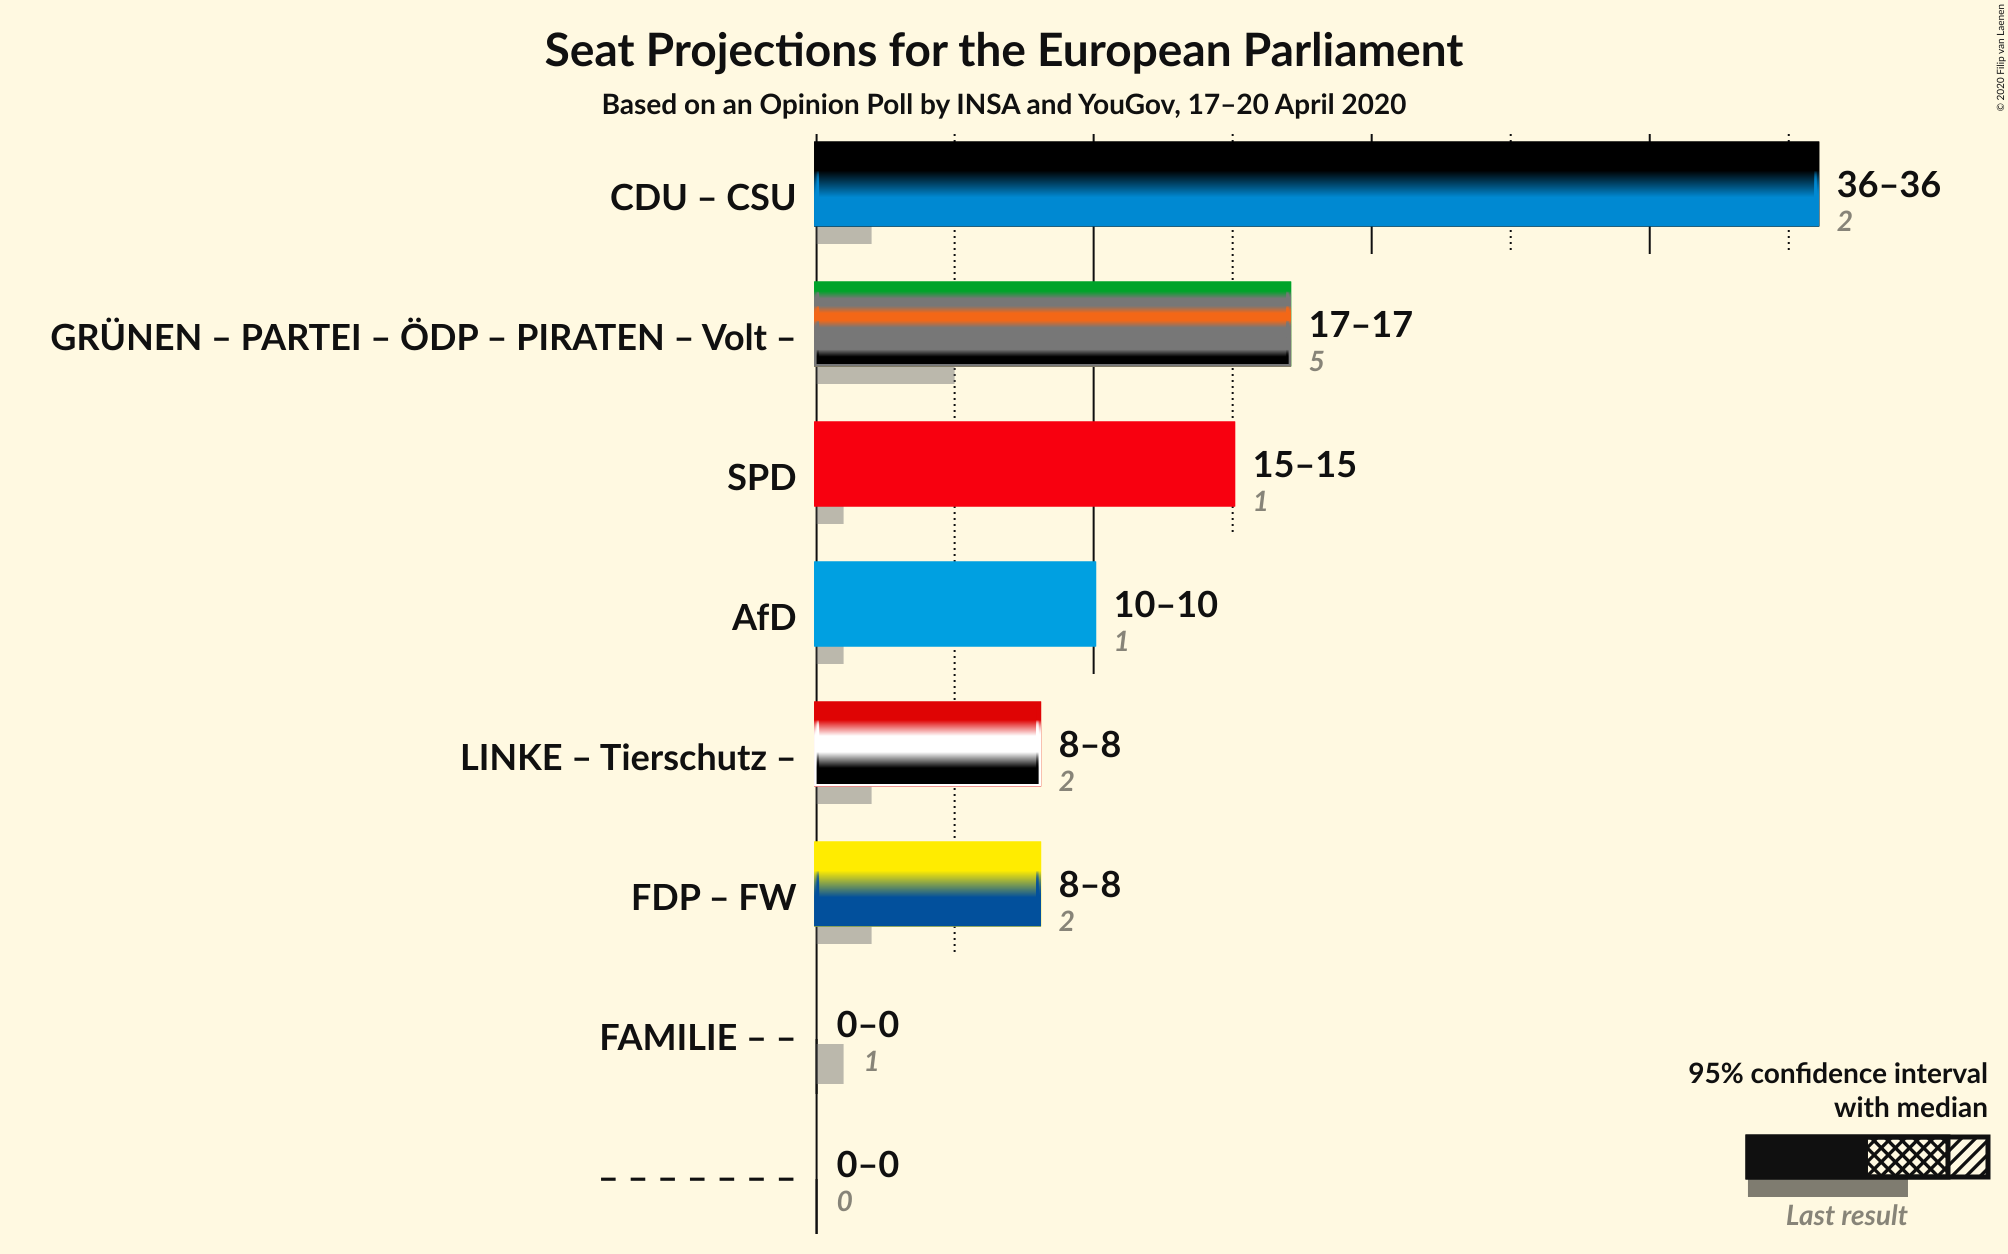 Seat Projections for the European Parliament
Based on an Opinion Poll by INSA and YouGov, 17–20 April 2020
© 2020 Filip van Laenen
CDU – CSU
36–36
2
GRÜNEN – PARTEI – ÖDP – PIRATEN – Volt –
17–17
5
SPD
15–15
1
AfD
10–10
1
LINKE – Tierschutz –
8–8
2
FDP – FW
8–8
2
FAMILIE – –
0–0
1
– – – – – – –
0–0
0
95% confidence interval
with median
Last result